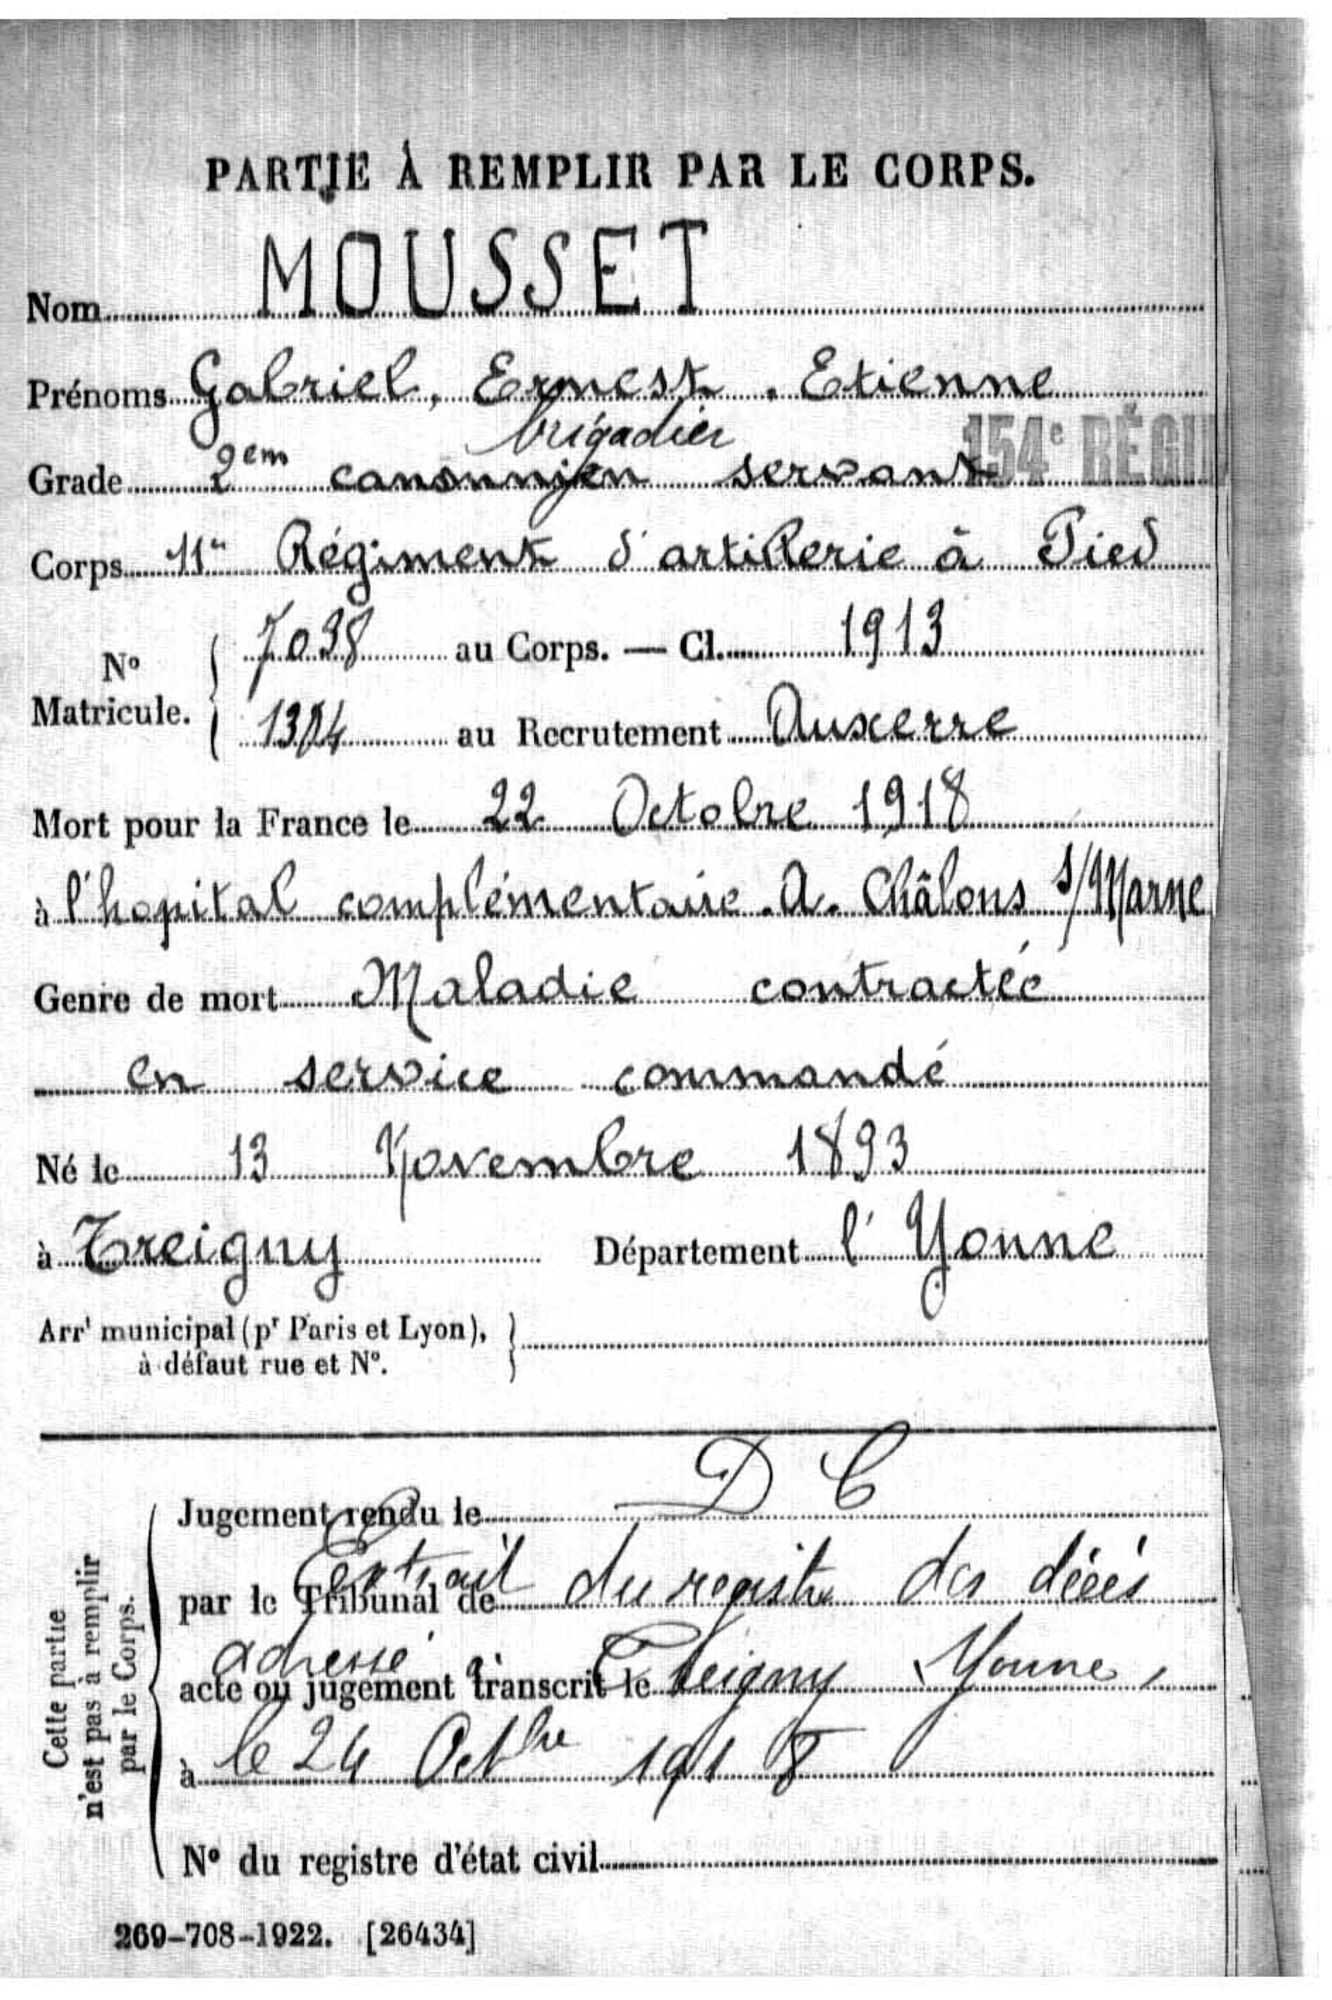 PARTIE À REMPLIR PAR LE CORPS.
Nom MOUSSET
Prénoms Gabriel, Ernest, Etienne
brigadier
Grade 2em canonnien servant 154e RÉGI
Corps 11e Régiment d'artillerie à Pied
No Matricule. { 7038 au Corps. — Cl. 1913
1304 au Recrutement Auxerre
Mort pour la France le 22 Octobre 1918
à l'hopital complémentaire A. Châlons s/Marne
Genre de mort Maladie contractée
en service commandé
Né le 13 Novembre 1893
à Treigny Département l'Yonne
Arrt municipal (pr Paris et Lyon), }
à défaut rue et No.
D C
Jugement rendu le
Extrait du registre des décès
par le Tribunal de
adressé à Treigny Yonne,
acte ou jugement transcrit le
à le 24 Octbre 1918
No du registre d'état civil
Cette partie
n'est pas à remplir
par le Corps.
269-708-1922. [26434]